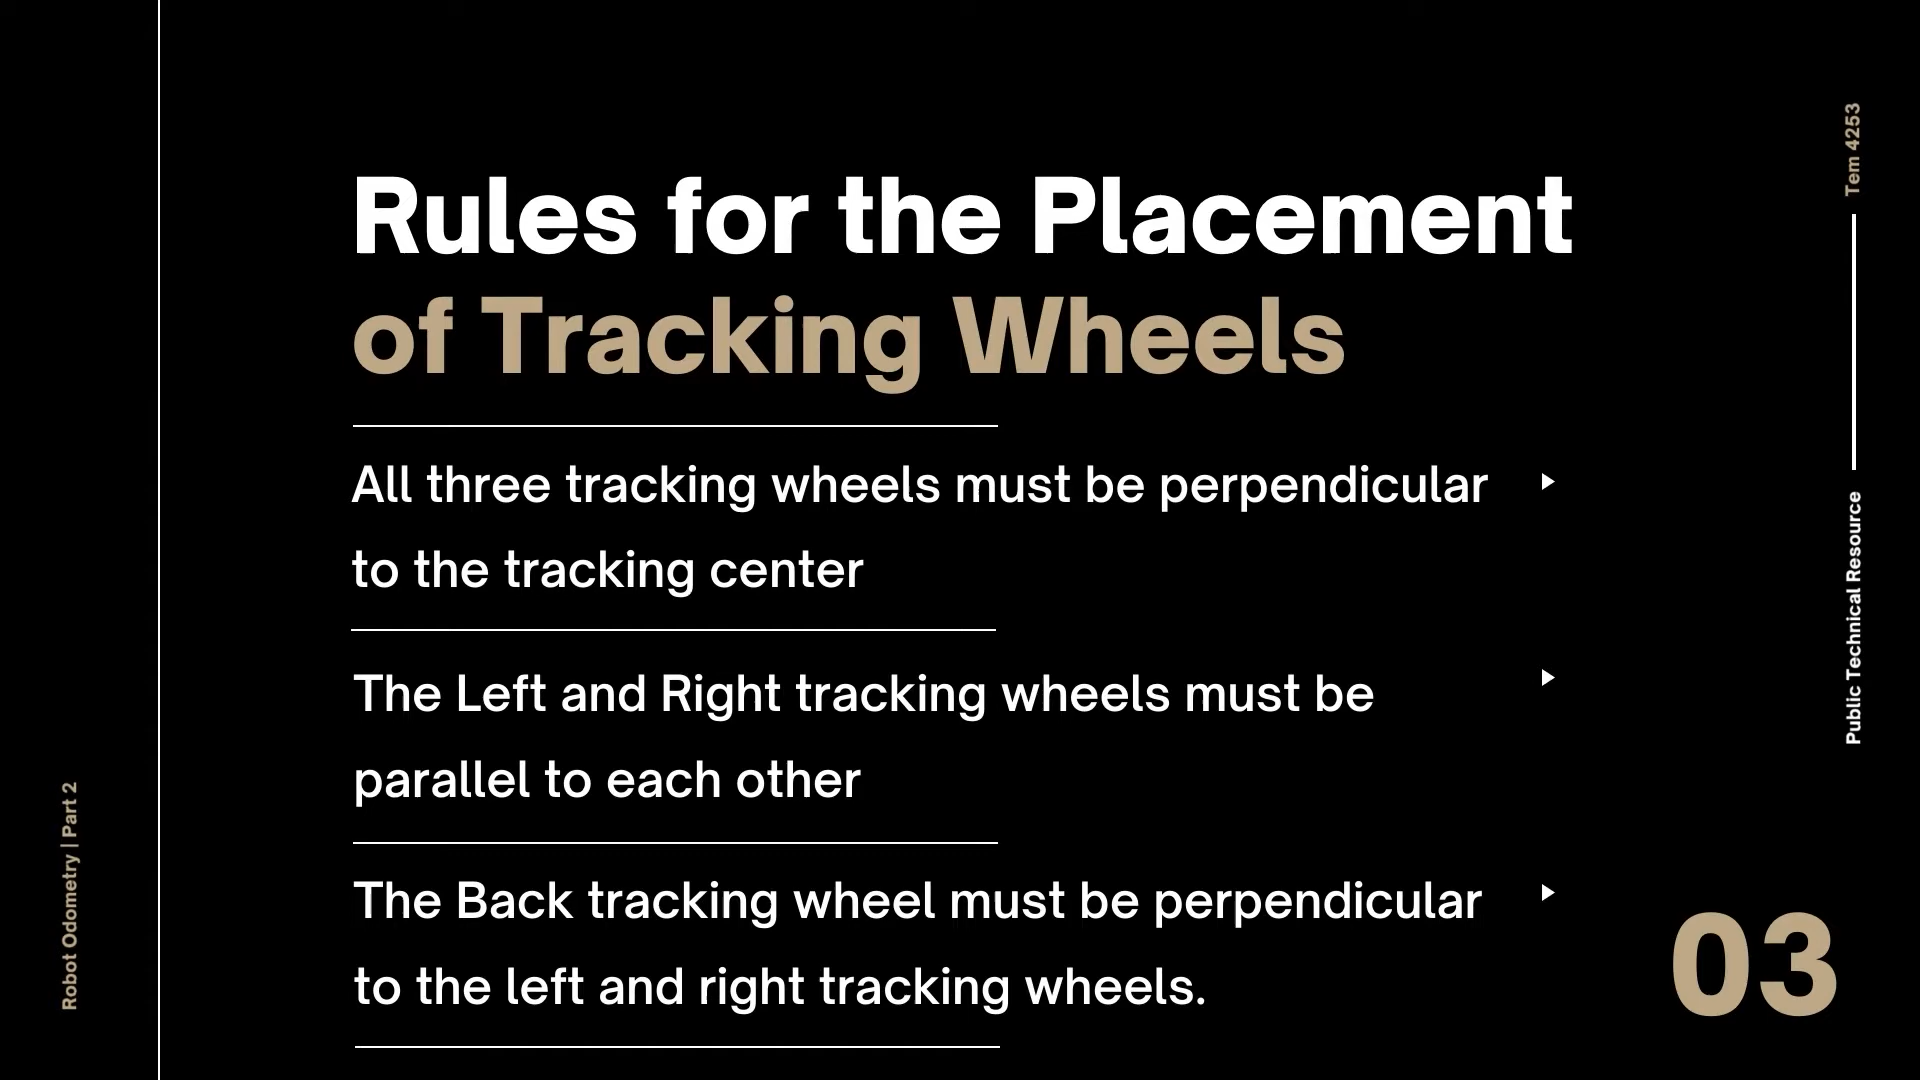 Rules for the Placement
of Tracking Wheels
All three tracking wheels must be perpendicular
to the tracking center
The Left and Right tracking wheels must be
parallel to each other
The Back tracking wheel must be perpendicular
to the left and right tracking wheels.
03
Robot Odometry | Part 2
Tem 4253
Public Technical Resource